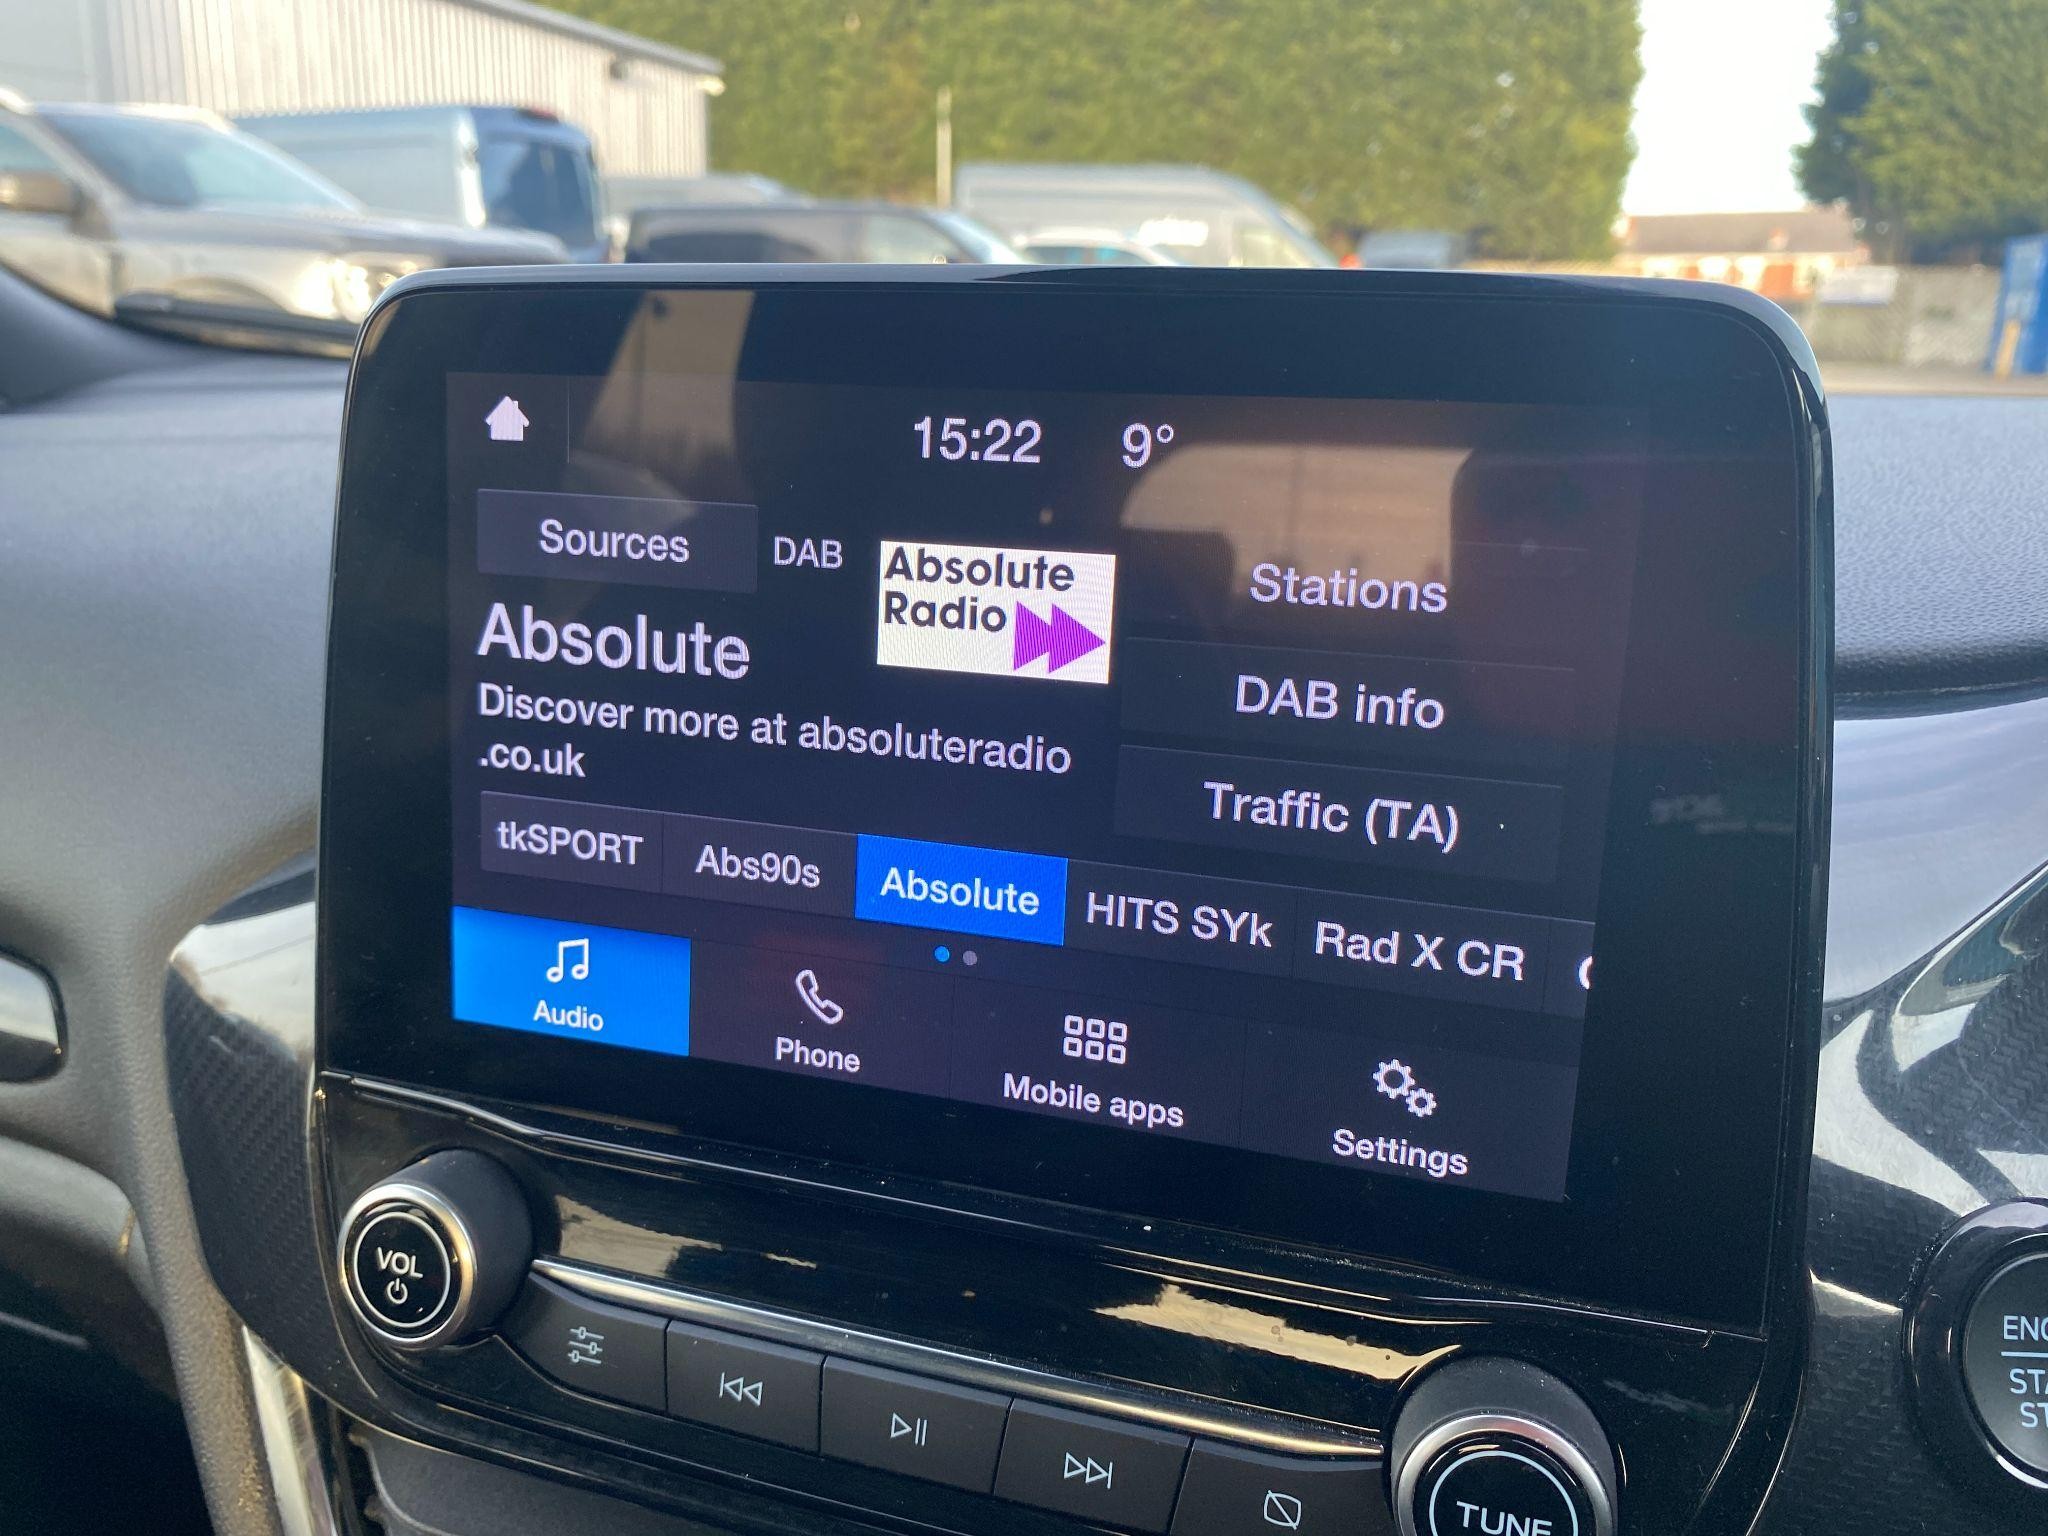 15:22 9°
Sources
DAB
Absolute
Radio
Stations
Absolute
DAB info
Discover more at absoluteradio
.co.uk
Traffic (TA)
tkSPORT
Abs90s
Absolute
HITS SYk
Rad X CR
Audio
Phone
Mobile apps
Settings
VOL
TUNE